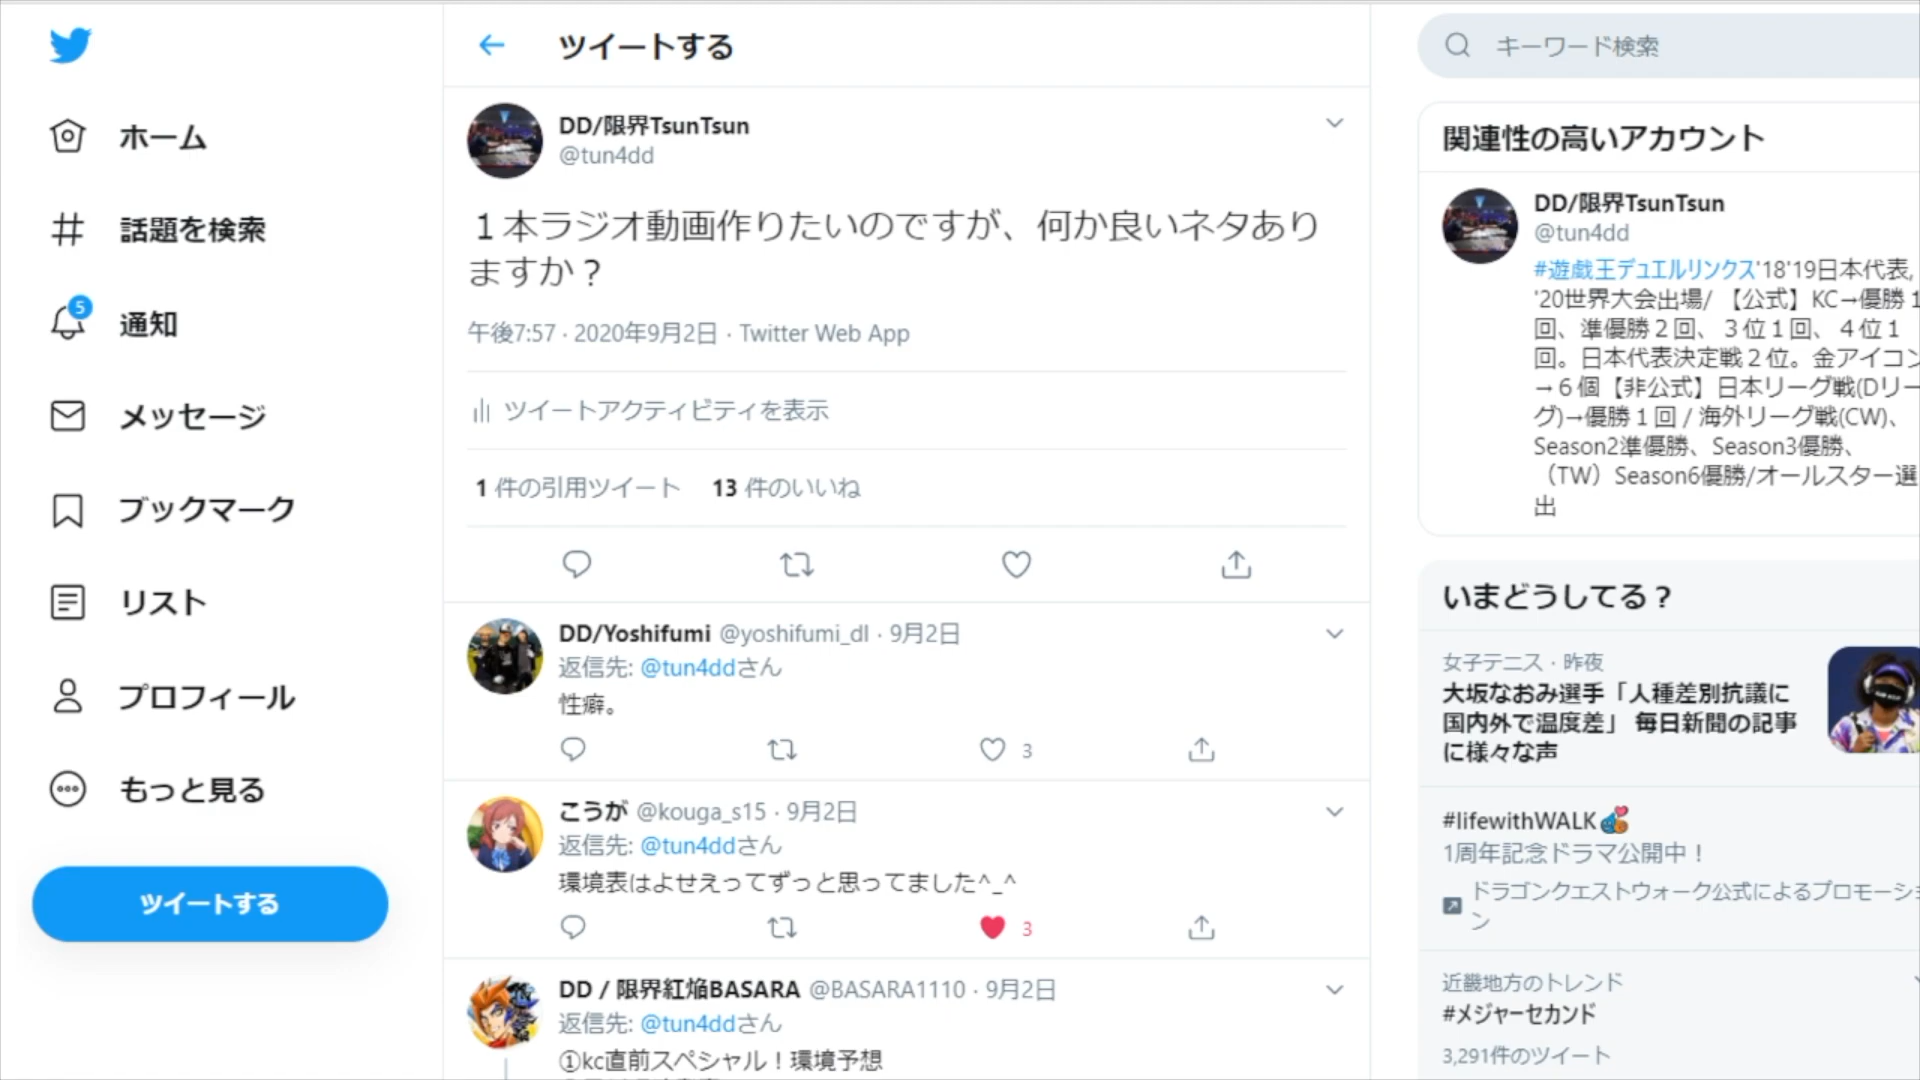 ホーム
話題を検索
5
通知
メッセージ
ブックマーク
リスト
プロフィール
もっと見る
ツイートする
ツイートする
DD/限界TsunTsun
@tun4dd
１本ラジオ動画作りたいのですが、何か良いネタあり
ますか？
午後7:57 · 2020年9月2日 · Twitter Web App
ツイートアクティビティを表示
1 件の引用ツイート 13 件のいいね
DD/Yoshifumi @yoshifumi_dl · 9月2日
返信先: @tun4ddさん
性癖。
3
こうが @kouga_s15 · 9月2日
返信先: @tun4ddさん
環境表はよせえってずっと思ってました^_^
3
DD / 限界紅焔BASARA @BASARA1110 · 9月2日
返信先: @tun4ddさん
①kc直前スペシャル！環境予想
キーワード検索
関連性の高いアカウント
DD/限界TsunTsun
@tun4dd
#遊戯王デュエルリンクス'18'19日本代表,
'20世界大会出場/ 【公式】KC→優勝１
回、準優勝２回、３位１回、４位１
回。日本代表決定戦２位。金アイコン
→６個【非公式】日本リーグ戦(Dリー
グ)→優勝１回 / 海外リーグ戦(CW)、
Season2準優勝、Season3優勝、
（TW）Season6優勝/オールスター選
出
いまどうしてる？
女子テニス · 昨夜
大坂なおみ選手「人種差別抗議に
国内外で温度差」 毎日新聞の記事
に様々な声
#lifewithWALK
1周年記念ドラマ公開中！
ドラゴンクエストウォーク公式によるプロモーショ
ン
近畿地方のトレンド
#メジャーセカンド
3,291件のツイート